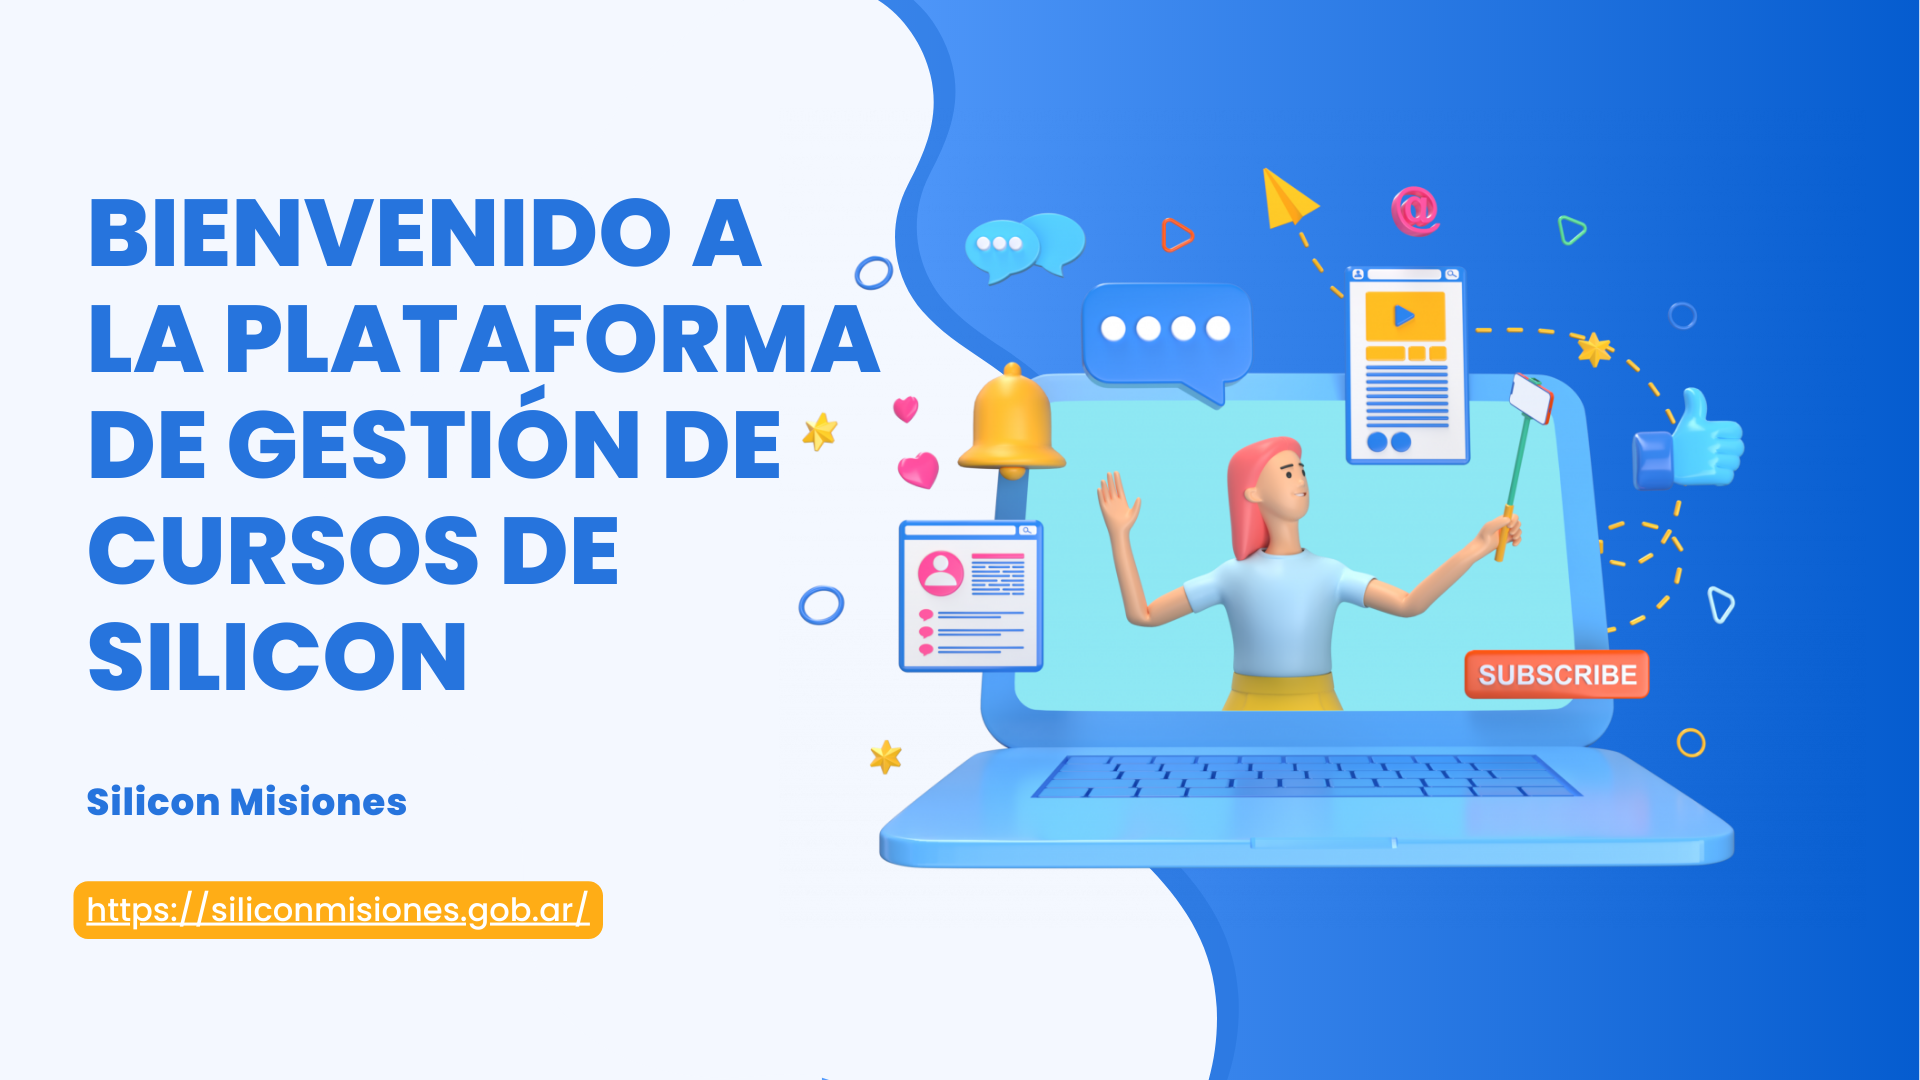 BIENVENIDO A
LA PLATAFORMA
DE GESTIÓN DE
CURSOS DE
SILICON
Silicon Misiones
https://siliconmisiones.gob.ar/
@
SUBSCRIBE